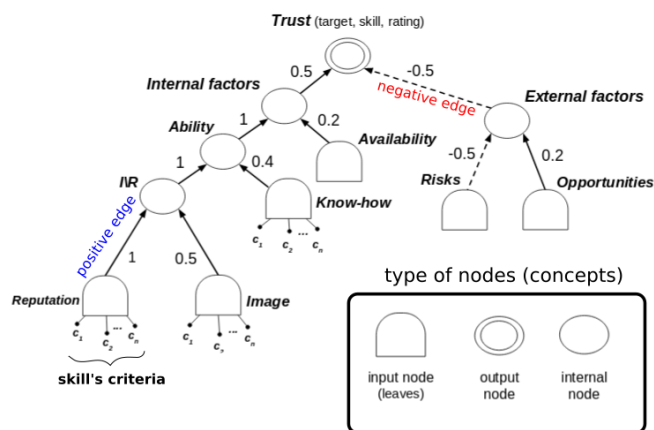 Trust (target, skill, rating)
0.5
-0.5
Internal factors
negative edge
External factors
1
0.2
Ability
Availability
1
0.4
-0.5
0.2
I\R
Know-how
Risks
Opportunities
positive edge
c1 c2 ... cn
1
0.5
type of nodes (concepts)
Reputation
Image
c1 c2 ... cn
c1 ... cn
skill's criteria
input node
(leaves)
output
node
internal
node